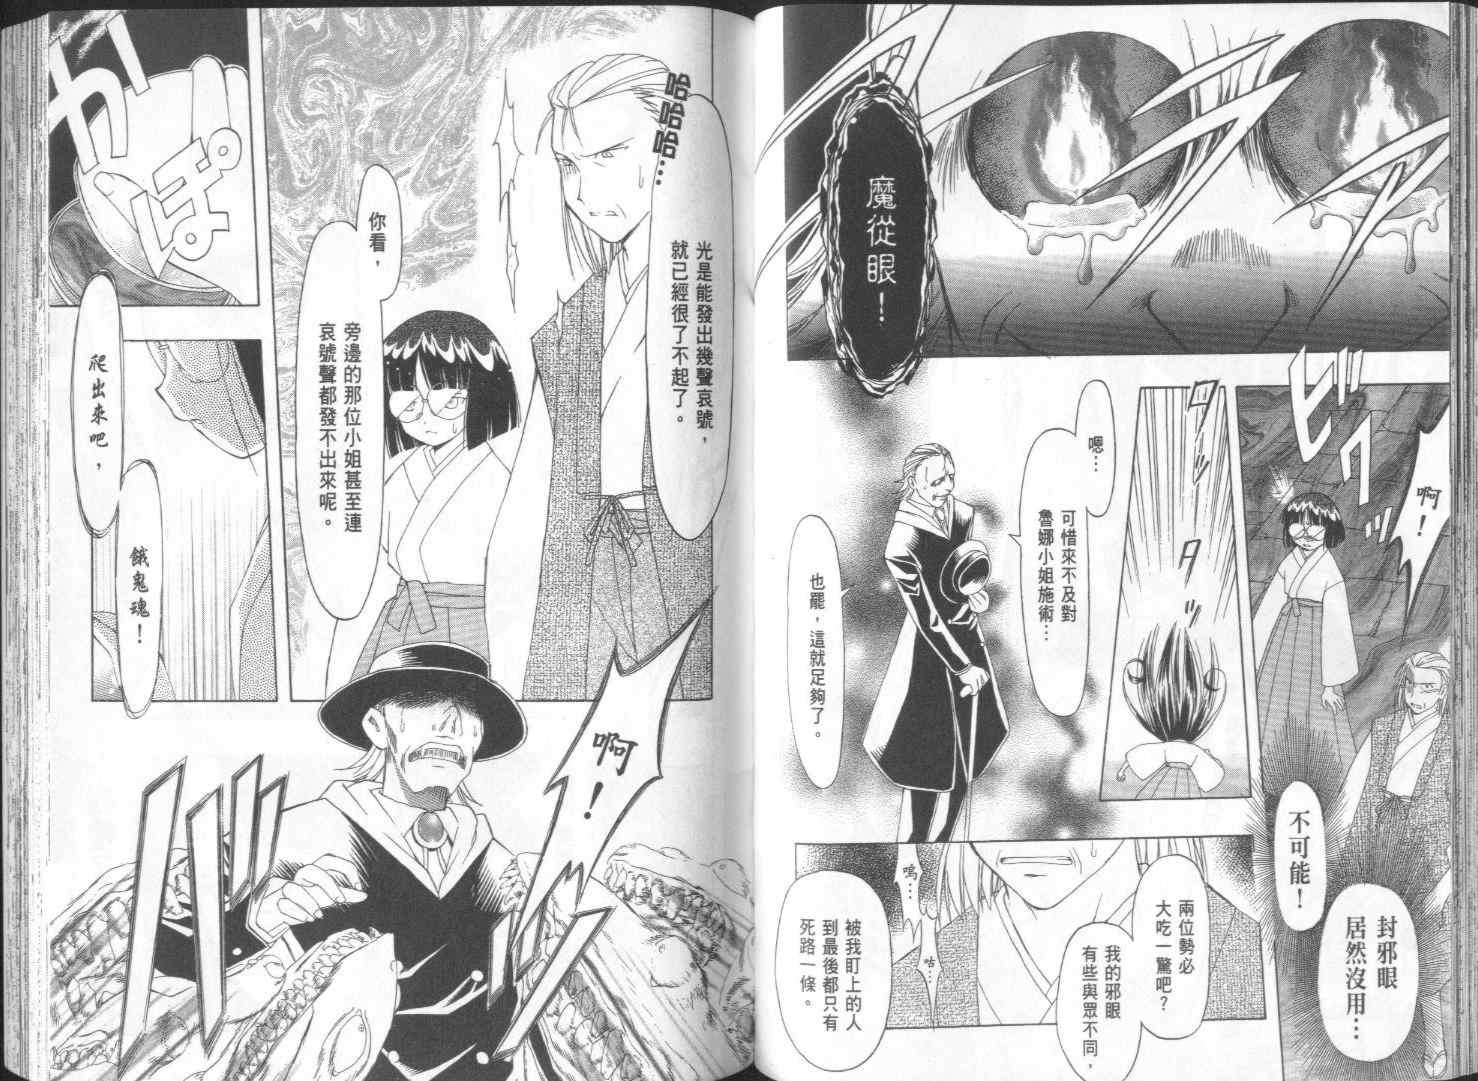 魔從眼！
ビクッ
啊！
不可能！
封邪眼
居然沒用…
嗯…
可惜來不及對
魯娜小姐施術…
也罷，這就足夠了。
兩位勢必
大吃一驚吧？
我的邪眼
有些與眾不同，
嗚…
咕…
被我盯上的人
到最後都只有
死路一條。
哈哈哈…
光是能發出幾聲哀號，
就已經很了不起了。
你看，
旁邊的那位小姐甚至連
哀號聲都發不出來呢。
かぽ
爬出來吧，
餓鬼魂！
啊！